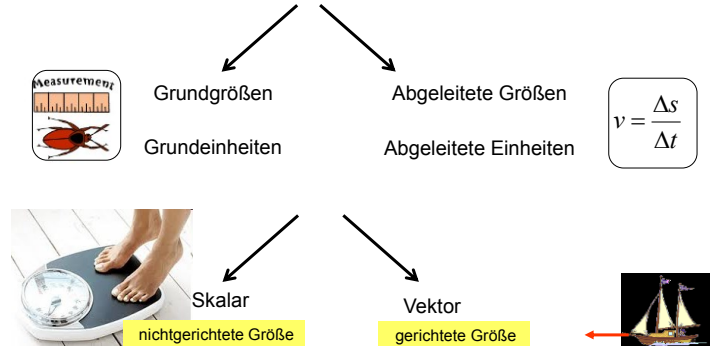 Measurement
Grundgrößen
Abgeleitete Größen
v = Δs/Δt
Grundeinheiten
Abgeleitete Einheiten
Skalar
Vektor
nichtgerichtete Größe
gerichtete Größe